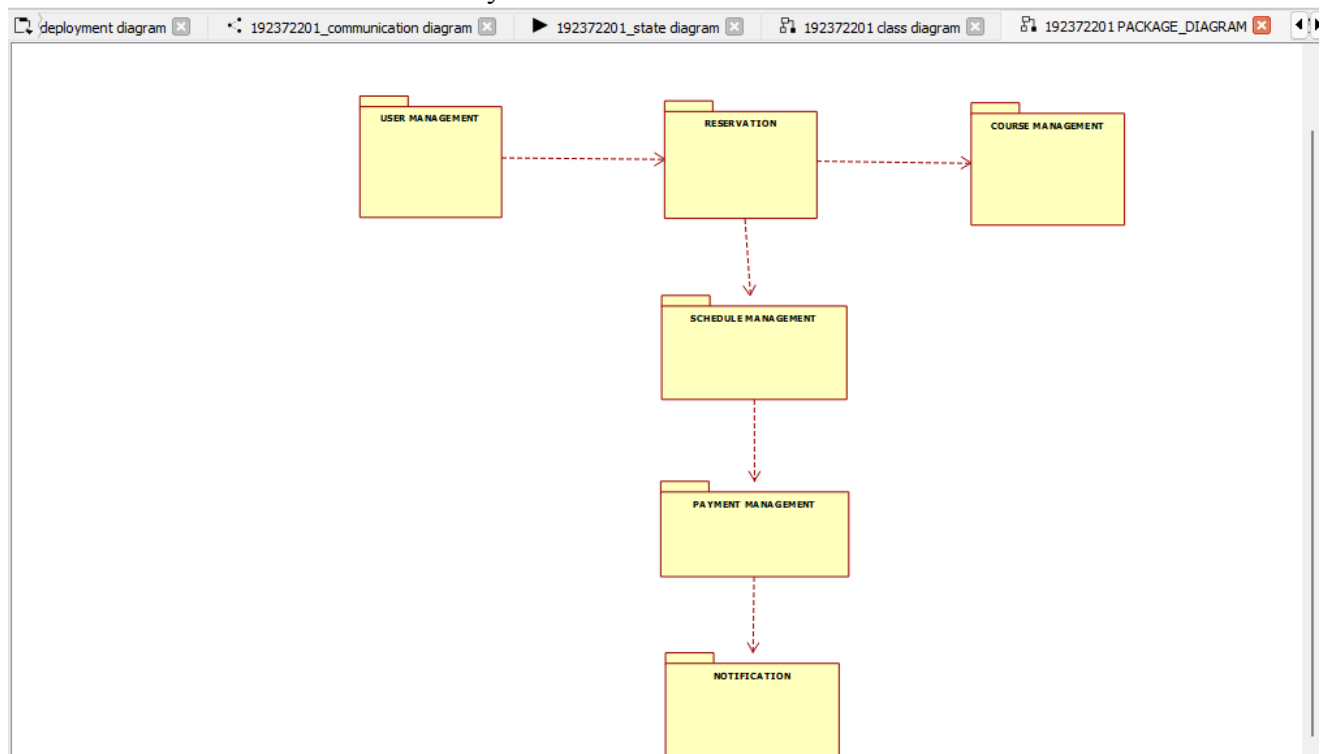 deployment diagram
192372201_communication diagram
192372201_state diagram
192372201 class diagram
192372201 PACKAGE_DIAGRAM
USER MANAGEMENT
RESERVATION
COURSE MANAGEMENT
SCHEDULE MANAGEMENT
PAYMENT MANAGEMENT
NOTIFICATION